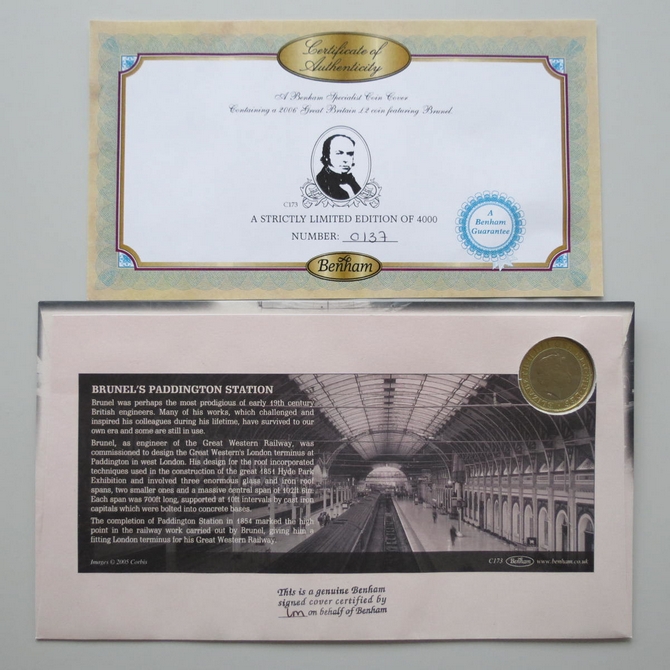 Certificate of
Authenticity
A Benham Specialist Coin Cover
Containing a 2006 Great Britain £2 coin featuring Brunel
C173
A STRICTLY LIMITED EDITION OF 4000
NUMBER: 0137
A
Benham
Guarantee
Benham
BRUNEL'S PADDINGTON STATION
Brunel was perhaps the most prodigious of early 19th century
British engineers. Many of his works, which challenged and
inspired his colleagues during his lifetime, have survived to our
own era and some are still in use.
Brunel, as engineer of the Great Western Railway, was
commissioned to design the Great Western's London terminus at
Paddington in west London. His design for the roof incorporated
techniques used in the construction of the great 1851 Hyde Park
Exhibition and involved three enormous glass and iron roof
spans, two smaller ones and a massive central span of 102ft 6in.
Each span was 700ft long, supported at 10ft intervals by cast iron
capitals which were bolted into concrete bases.
The completion of Paddington Station in 1854 marked the high
point in the railway work carried out by Brunel, giving him a
fitting London terminus for his Great Western Railway.
Images © 2005 Corbis
C173 Benham www.benham.co.uk
This is a genuine Benham
signed cover certified by
on behalf of Benham